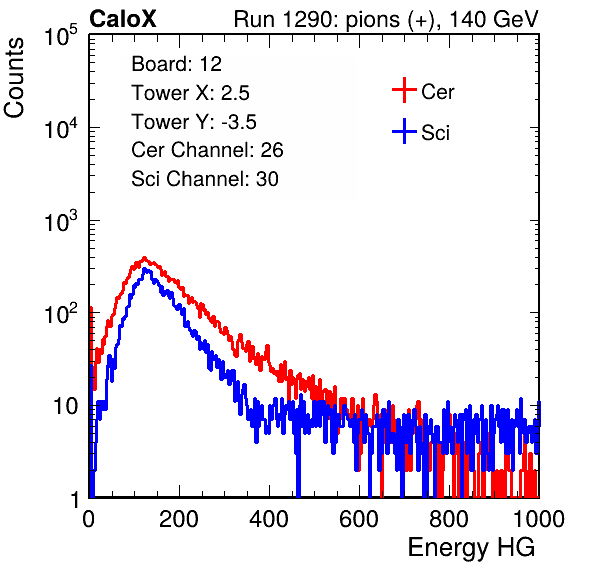 CaloX Run 1290: pions (+), 140 GeV
Counts
10^5
10^4
10^3
10^2
10
1
Board: 12
Tower X: 2.5
Tower Y: -3.5
Cer Channel: 26
Sci Channel: 30
Cer
Sci
0 200 400 600 800 1000
Energy HG